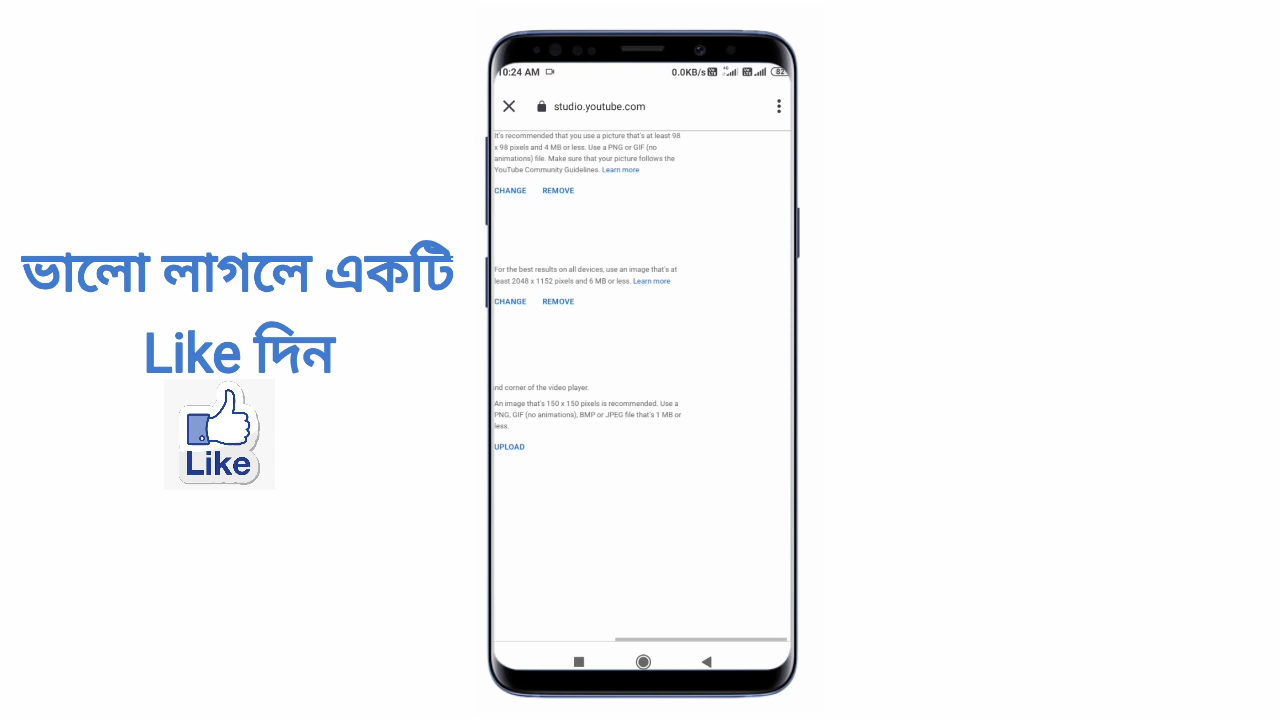 ভালো লাগলে একটি
Like দিন
Like
10:24 AM
0.0KB/s
82
studio.youtube.com
It's recommended that you use a picture that's at least 98
x 98 pixels and 4 MB or less. Use a PNG or GIF (no
animations) file. Make sure that your picture follows the
YouTube Community Guidelines. Learn more
CHANGE REMOVE
For the best results on all devices, use an image that's at
least 2048 x 1152 pixels and 6 MB or less. Learn more
CHANGE REMOVE
nd corner of the video player.
An image that's 150 x 150 pixels is recommended. Use a
PNG, GIF (no animations), BMP or JPEG file that's 1 MB or
less.
UPLOAD